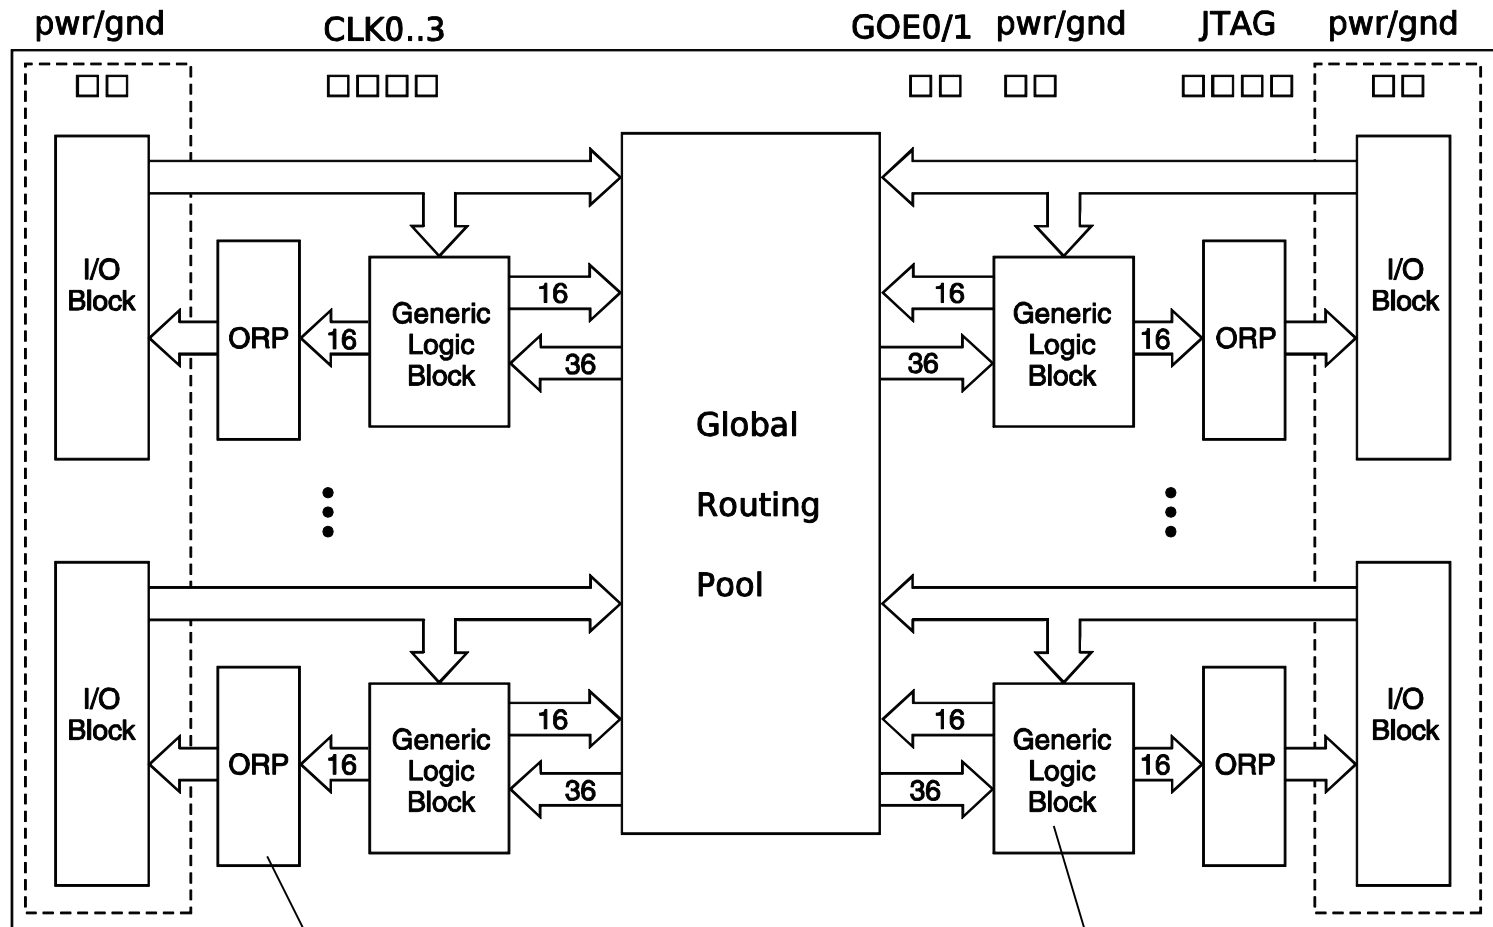 pwr/gnd CLK0..3 GOE0/1 pwr/gnd JTAG pwr/gnd
I/O
Block
ORP
16
Generic
Logic
Block
16
36
Global
Routing
Pool
16
36
Generic
Logic
Block
16
ORP
I/O
Block
I/O
Block
ORP
16
Generic
Logic
Block
16
36
16
36
Generic
Logic
Block
16
ORP
I/O
Block